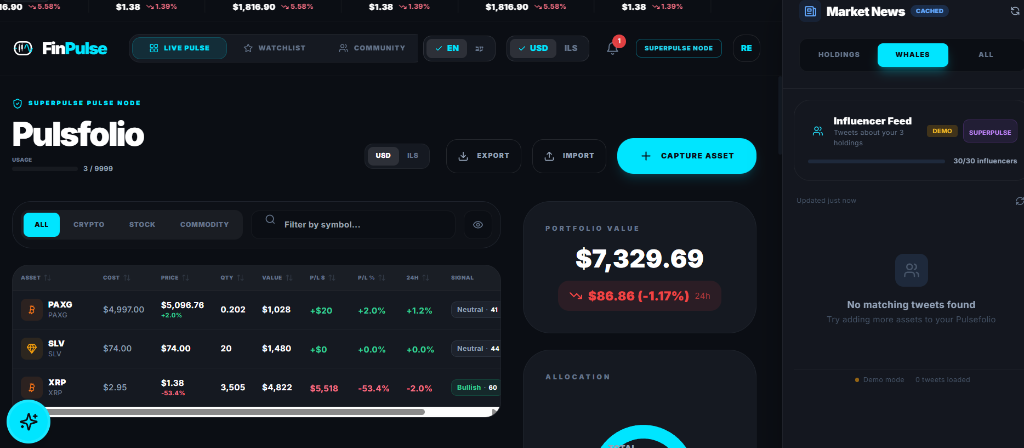 16.90 5.58% $1.38 1.39% $1,816.90 5.58% $1.38 1.39% $1,816.90 5.58% $1.38 1.39%
FinPulse
LIVE PULSE WATCHLIST COMMUNITY
EN
USD ILS
1
SUPERPULSE NODE
RE
SUPERPULSE PULSE NODE
Pulsfolio
USAGE
3 / 9999
USD ILS
EXPORT
IMPORT
CAPTURE ASSET
ALL CRYPTO STOCK COMMODITY
Filter by symbol...
ASSET COST PRICE QTY VALUE P/L $ P/L % 24H SIGNAL
PAXG $4,997.00 $5,096.76 0.202 $1,028 +$20 +2.0% +1.2% Neutral · 41
PAXG +2.0%
SLV $74.00 $74.00 20 $1,480 +$0 +0.0% +0.0% Neutral · 44
SLV
XRP $2.95 $1.38 3,505 $4,822 $5,518 -53.4% -2.0% Bullish · 60
XRP -53.4%
PORTFOLIO VALUE
$7,329.69
$86.86 (-1.17%) 24h
ALLOCATION
Market News CACHED
HOLDINGS WHALES ALL
Influencer Feed
Tweets about your 3
holdings
DEMO
SUPERPULSE
30/30 influencers
Updated just now
No matching tweets found
Try adding more assets to your Pulsefolio
Demo mode 0 tweets loaded